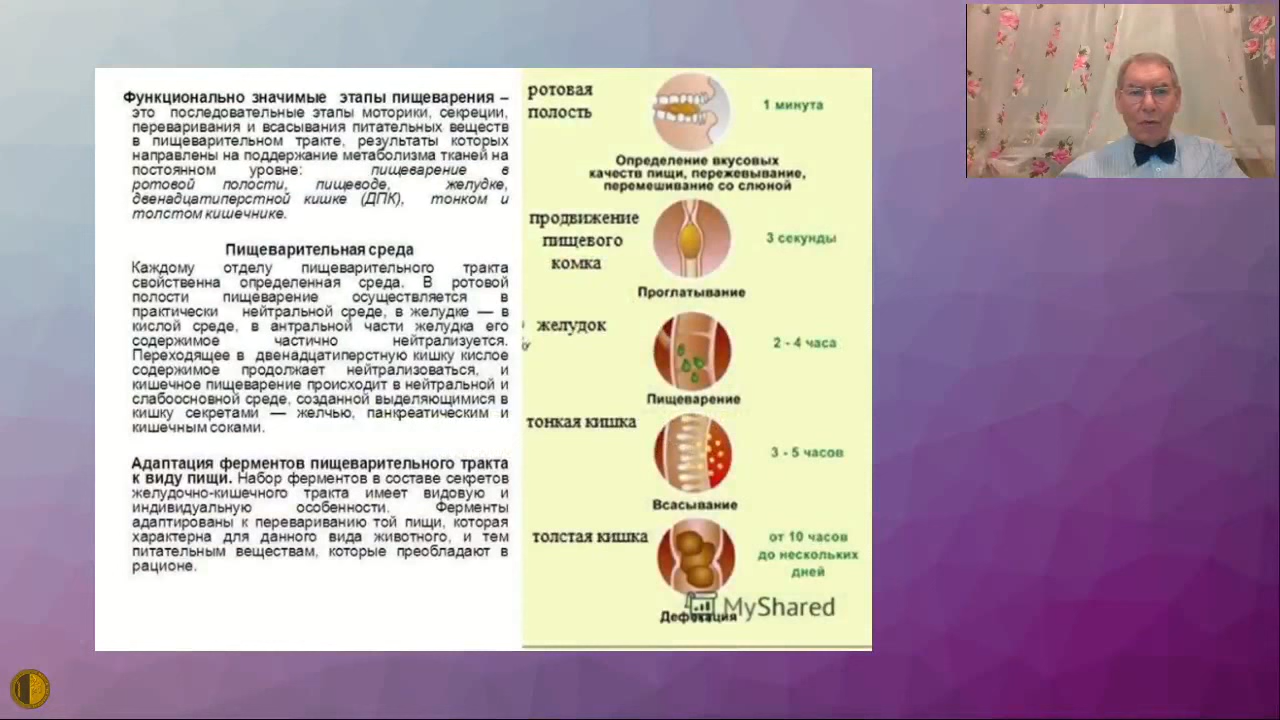 Функционально значимые этапы пищеварения –
это последовательные этапы моторики, секреции,
переваривания и всасывания питательных веществ
в пищеварительном тракте, результаты которых
направлены на поддержание метаболизма тканей на
постоянном уровне: пищеварение в
ротовой полости, пищеводе, желудке,
двенадцатиперстной кишке (ДПК), тонком и
толстом кишечнике.
Пищеварительная среда
Каждому отделу пищеварительного тракта
свойственна определенная среда. В ротовой
полости пищеварение осуществляется в
практически нейтральной среде, в желудке — в
кислой среде, в антральной части желудка его
содержимое частично нейтрализуется.
Переходящее в двенадцатиперстную кишку кислое
содержимое продолжает нейтрализоваться, и
кишечное пищеварение происходит в нейтральной и
слабоосновной среде, созданной выделяющимися в
кишку секретами — желчью, панкреатическим и
кишечным соками.
Адаптация ферментов пищеварительного тракта
к виду пищи. Набор ферментов в составе секретов
желудочно-кишечного тракта имеет видовую и
индивидуальную особенности. Ферменты
адаптированы к перевариванию той пищи, которая
характерна для данного вида животного, и тем
питательным веществам, которые преобладают в
рационе.
ротовая
полость
1 минута
Определение вкусовых
качеств пищи, пережевывание,
перемешивание со слюной
продвижение
пищевого
комка
3 секунды
Проглатывание
желудок
2 - 4 часа
Пищеварение
тонкая кишка
3 - 5 часов
Всасывание
толстая кишка
от 10 часов
до нескольких
дней
MyShared
Дефекация